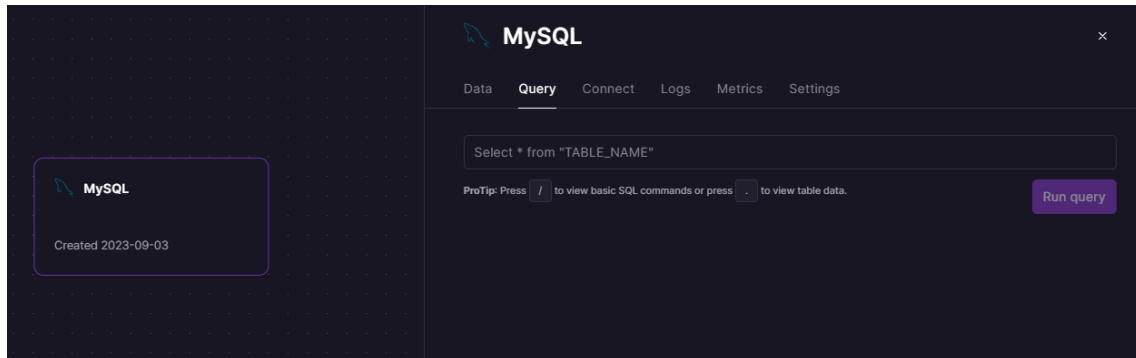 MySQL
Created 2023-09-03
MySQL
×
Data Query Connect Logs Metrics Settings
Select * from "TABLE_NAME"
ProTip: Press / to view basic SQL commands or press . to view table data.
Run query